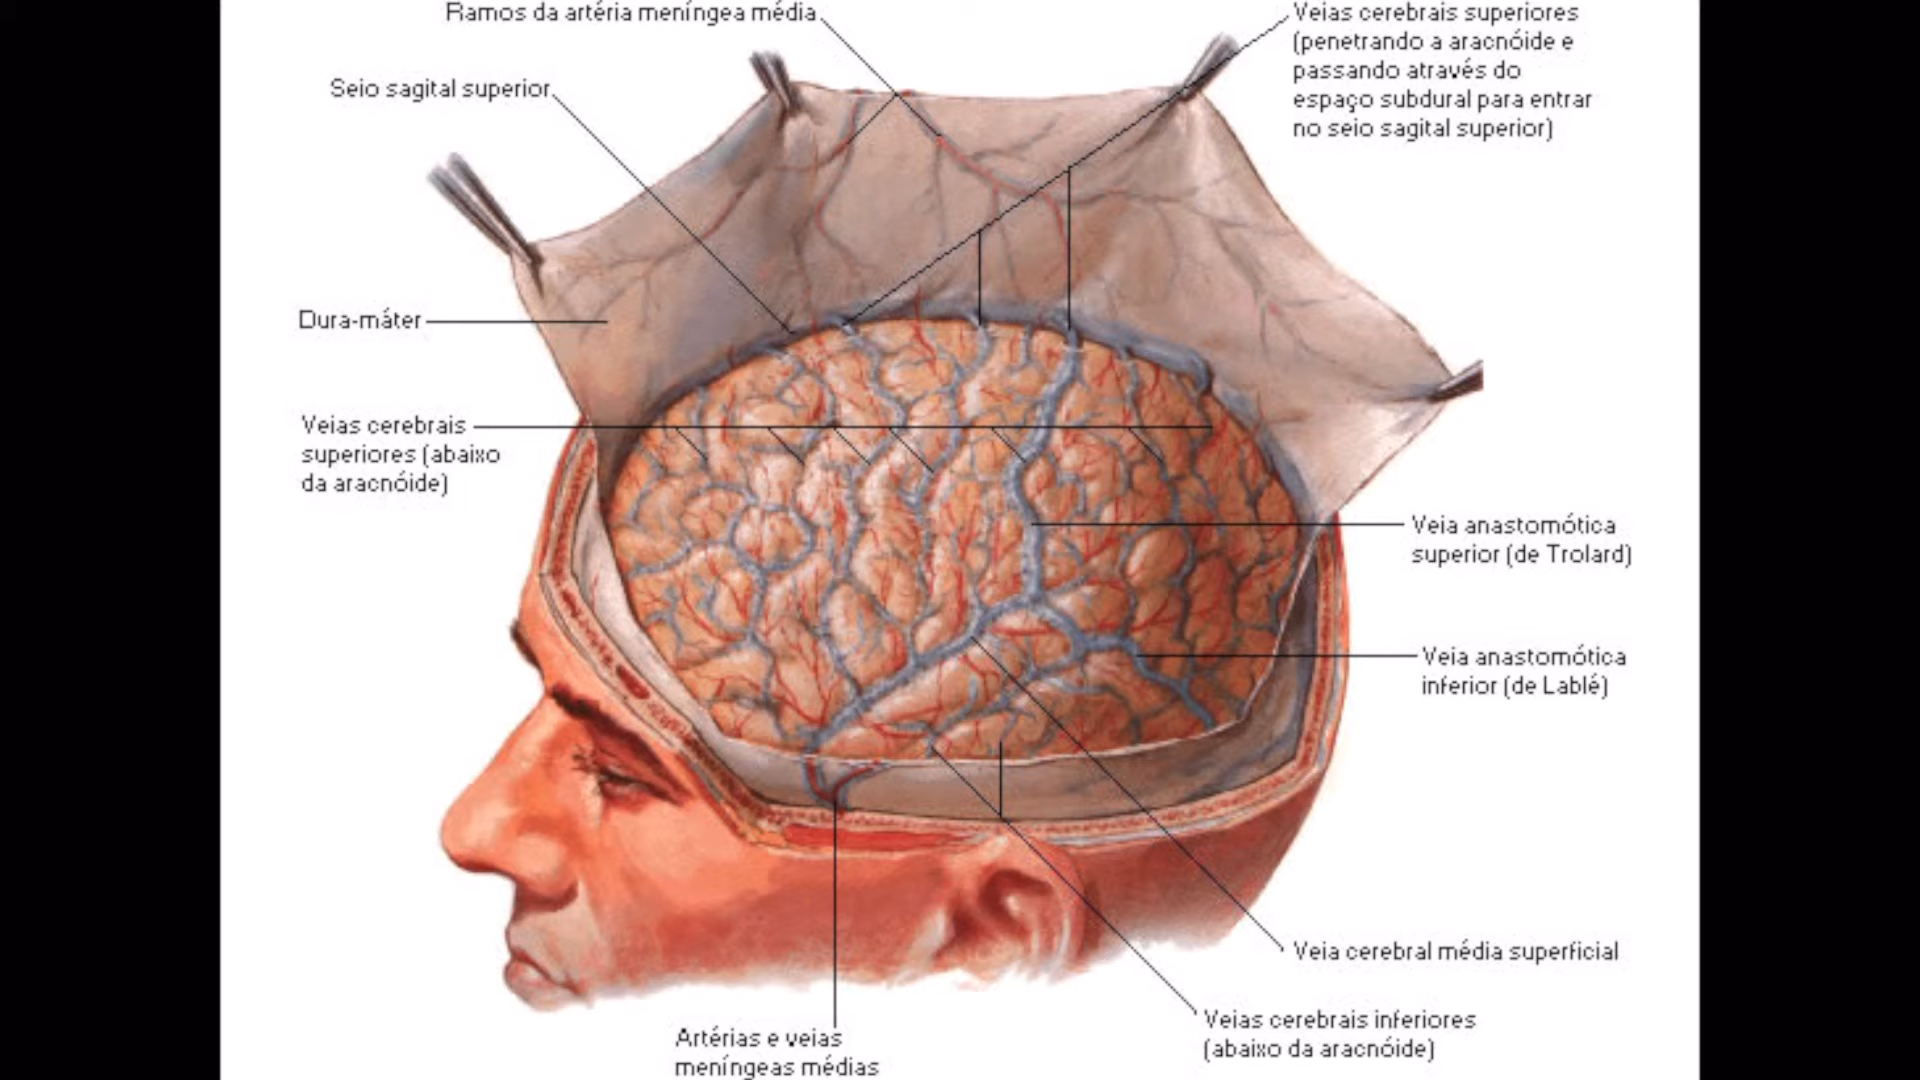 Ramos da artéria meníngea média
Veias cerebrais superiores
(penetrando a aracnóide e
passando através do
espaço subdural para entrar
no seio sagital superior)
Seio sagital superior
Dura-máter
Veias cerebrais
superiores (abaixo
da aracnóide)
Veia anastomótica
superior (de Trolard)
Veia anastomótica
inferior (de Lablé)
Veia cerebral média superficial
Veias cerebrais inferiores
(abaixo da aracnóide)
Artérias e veias
meníngeas médias